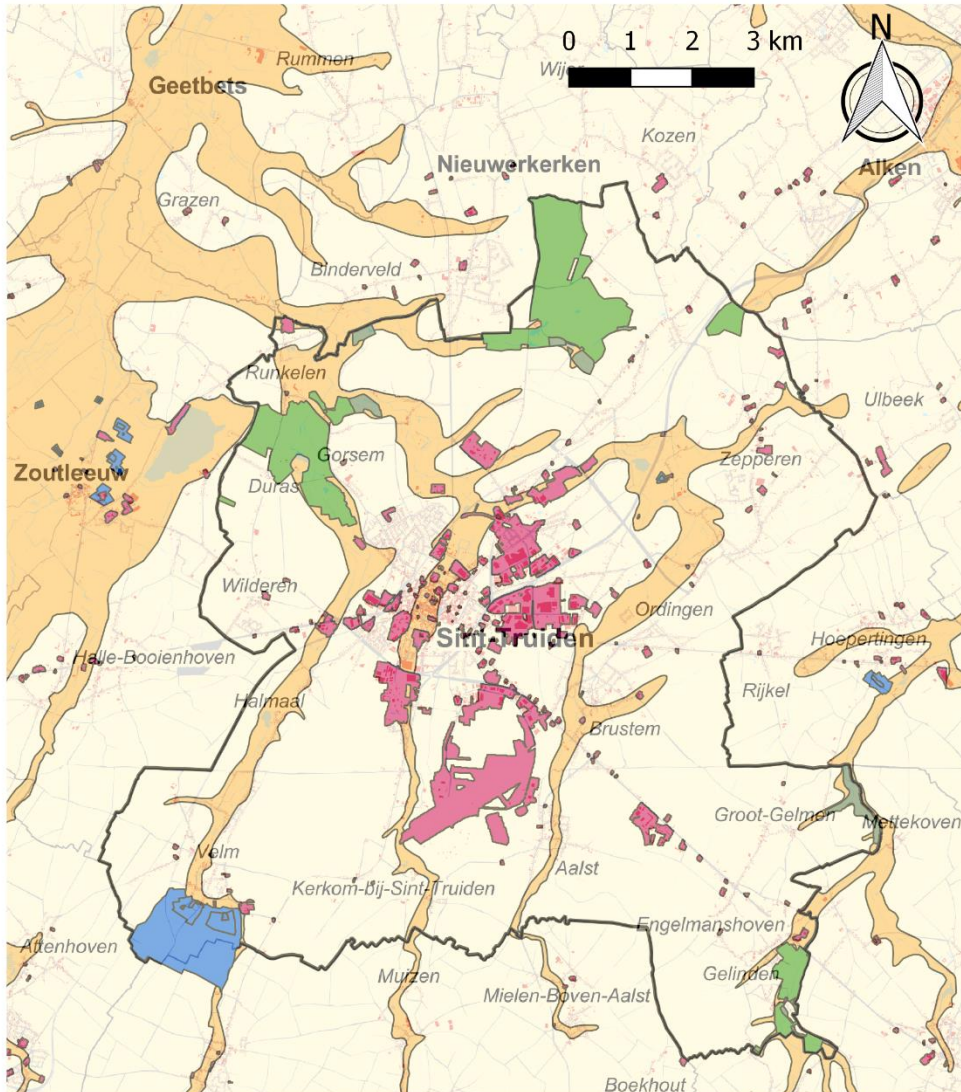 N
0 1 2 3 km
Rummen
Wijer
Geetbets
Kozen
Nieuwerkerken
Alken
Grazen
Binderveld
Runkelen
Ulbeek
Gorsem
Zepperen
Zoutleeuw
Duras
Wilderen
Ordingen
Sint-Truiden
Hoepertingen
Halle-Booienhoven
Rijkel
Halmaal
Brustem
Groot-Gelmen
Mettekoven
Velm
Aalst
Kerkom-bij-Sint-Truiden
Engelmanshoven
Attenhoven
Gelinden
Muizen
Mielen-Boven-Aalst
Boekhout